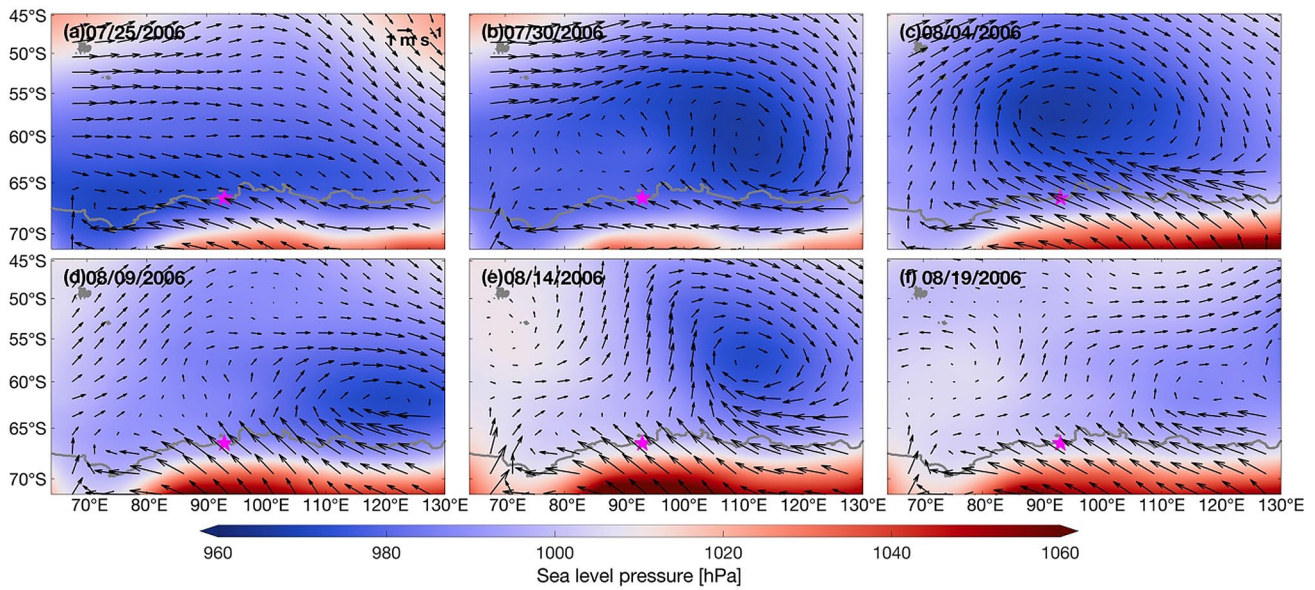 45°S
50°S
55°S
60°S
65°S
70°S
(a)07/25/2006
1 m s⁻¹
(b)07/30/2006
(c)08/04/2006
45°S
50°S
55°S
60°S
65°S
70°S
(d)08/09/2006
(e)08/14/2006
(f)08/19/2006
70°E 80°E 90°E 100°E 110°E 120°E 130°E
70°E 80°E 90°E 100°E 110°E 120°E 130°E
70°E 80°E 90°E 100°E 110°E 120°E 130°E
960 980 1000 1020 1040 1060
Sea level pressure [hPa]